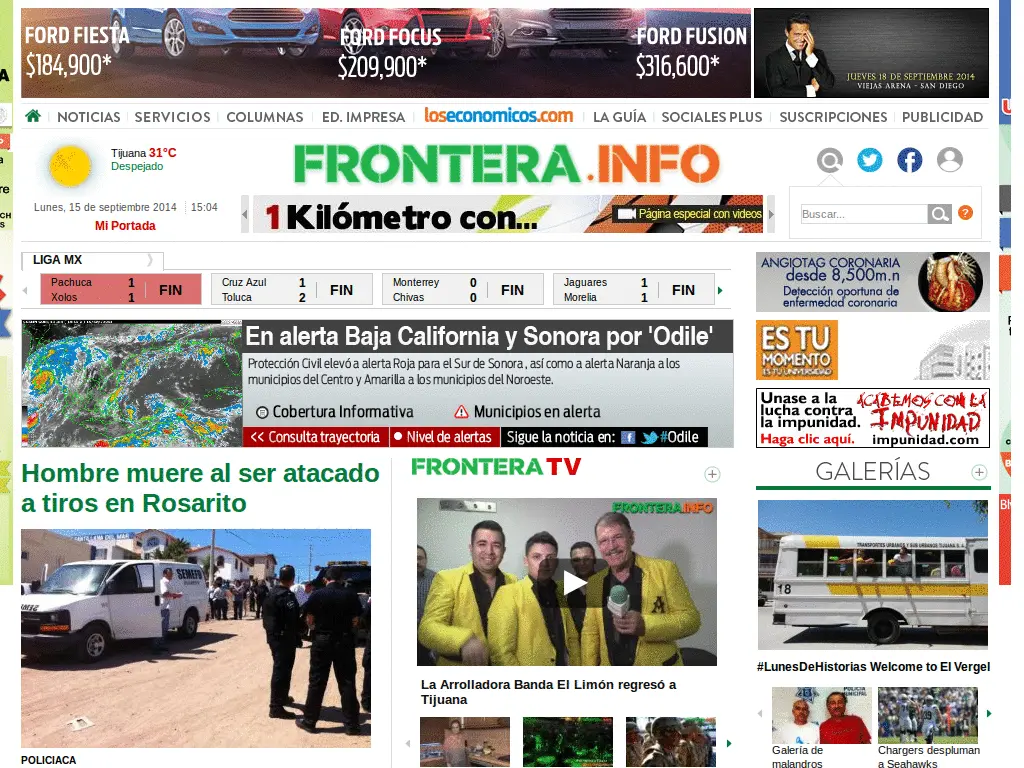 FORD FIESTA
$184,900*
FORD FOCUS
$209,900*
FORD FUSION
$316,600*
JUEVES 18 DE SEPTIEMBRE 2014
VIEJAS ARENA - SAN DIEGO
NOTICIAS
SERVICIOS
COLUMNAS
ED. IMPRESA
loseconomicos.com
LA GUÍA
SOCIALES PLUS
SUSCRIPCIONES
PUBLICIDAD
Tijuana 31°C
Despejado
Lunes, 15 de septiembre 2014
15:04
Mi Portada
FRONTERA.INFO
1 Kilómetro con...
Página especial con videos
Buscar...
?
LIGA MX
Pachuca 1
Xolos 1
FIN
Cruz Azul 1
Toluca 2
FIN
Monterrey 0
Chivas 0
FIN
Jaguares 1
Morelia 1
FIN
ANGIOTAG CORONARIA
desde 8,500m.n
Detección oportuna de
enfermedad coronaria
En alerta Baja California y Sonora por 'Odile'
Protección Civil elevó a alerta Roja para el Sur de Sonora, así como a alerta Naranja a los
municipios del Centro y Amarilla a los municipios del Noroeste.
Cobertura Informativa
Municipios en alerta
<< Consulta trayectoria
Nivel de alertas
Sigue la noticia en:
#Odile
ES TU
MOMENTO
ES TU UNIVERSIDAD
Unase a la
lucha contra
la impunidad.
Haga clic aquí.
ACABEMOS CON LA
IMPUNIDAD
impunidad.com
Hombre muere al ser atacado
a tiros en Rosarito
SEMEFO
POLICIACA
FRONTERA TV
FRONTERA.INFO
La Arrolladora Banda El Limón regresó a
Tijuana
GALERÍAS
TRANSPORTES URBANOS Y SUB URBANOS TIJUANA S. A.
18
#LunesDeHistorias Welcome to El Vergel
POLICIA
MUNICIPAL
Galería de
malandros
Chargers despluman
a Seahawks